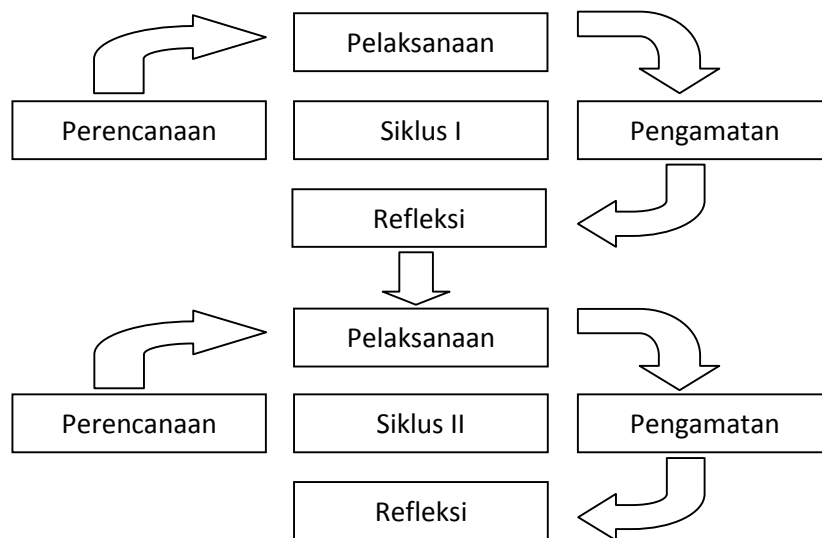 Pelaksanaan
Perencanaan
Siklus I
Pengamatan
Refleksi
Pelaksanaan
Perencanaan
Siklus II
Pengamatan
Refleksi